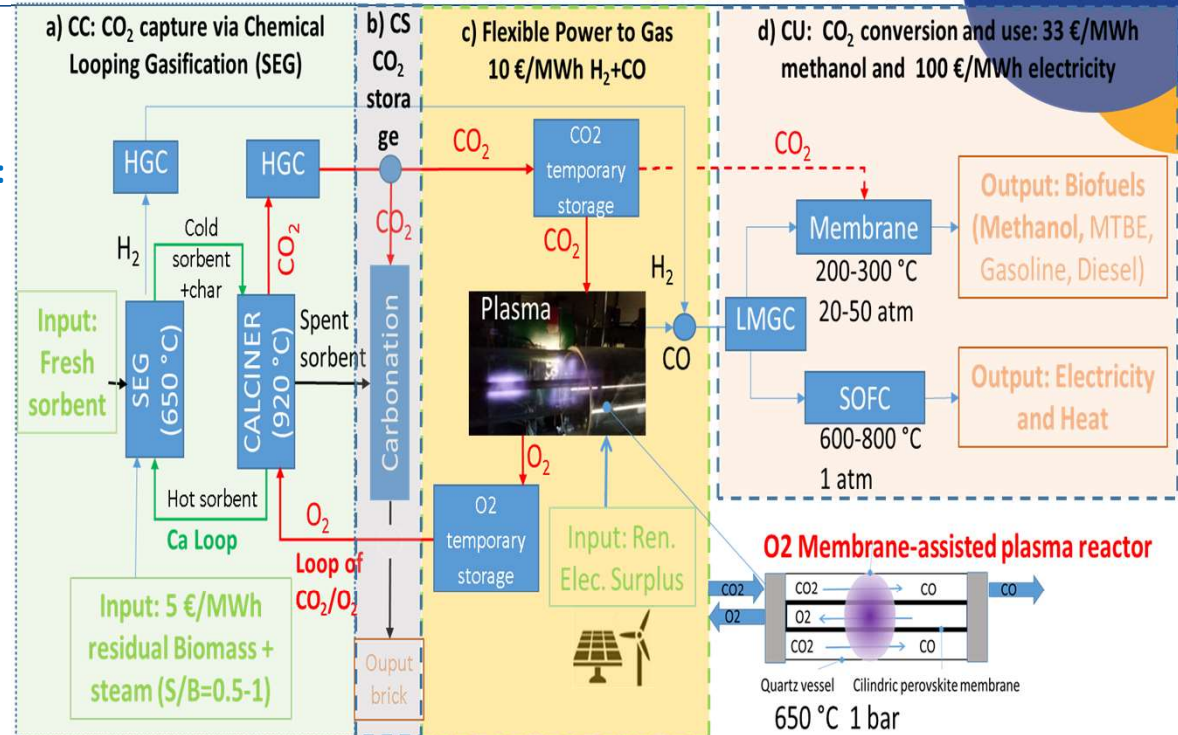 a) CC: CO₂ capture via Chemical
Looping Gasification (SEG)
b) CS
CO₂
stora
ge
c) Flexible Power to Gas
10 €/MWh H₂+CO
d) CU: CO₂ conversion and use: 33 €/MWh
methanol and 100 €/MWh electricity
:
HGC
HGC
H₂
Cold
sorbent
+char
CO₂
Input:
Fresh
sorbent
SEG
(650 °C)
CALCINER
(920 °C)
Spent
sorbent
Hot sorbent
Ca Loop
O₂
Loop of
CO₂/O₂
Input: 5 €/MWh
residual Biomass +
steam (S/B=0.5-1)
CO₂
Carbonation
Ouput
brick
CO₂
CO2
temporary
storage
CO₂
H₂
Plasma
CO
O₂
O2
temporary
storage
Input: Ren.
Elec. Surplus
CO₂
Membrane
200-300 °C
20-50 atm
LMGC
SOFC
600-800 °C
1 atm
Output: Biofuels
(Methanol, MTBE,
Gasoline, Diesel)
Output: Electricity
and Heat
O2 Membrane-assisted plasma reactor
CO2
CO2
CO
CO
O2
O2
CO2
CO
Quartz vessel
Cilindric perovskite membrane
650 °C 1 bar